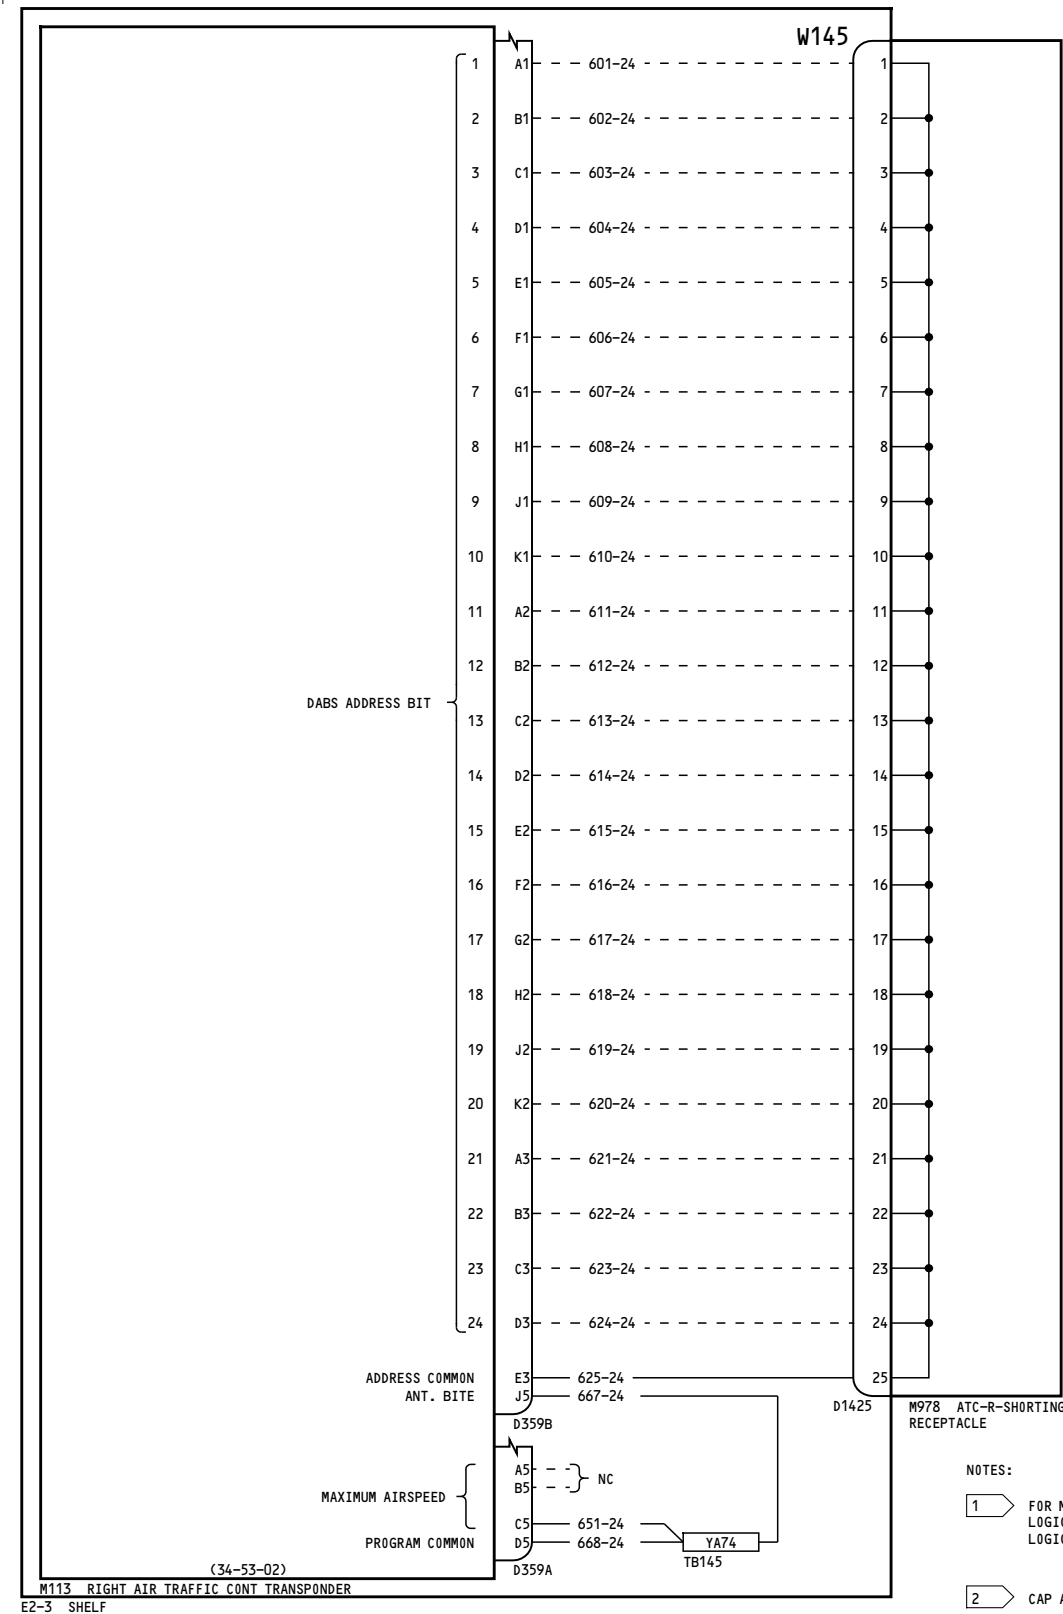 W145
1 A1 601-24 1
2 B1 602-24 2
3 C1 603-24 3
4 D1 604-24 4
5 E1 605-24 5
6 F1 606-24 6
7 G1 607-24 7
8 H1 608-24 8
9 J1 609-24 9
10 K1 610-24 10
11 A2 611-24 11
12 B2 612-24 12
DABS ADDRESS BIT
13 C2 613-24 13
14 D2 614-24 14
15 E2 615-24 15
16 F2 616-24 16
17 G2 617-24 17
18 H2 618-24 18
19 J2 619-24 19
20 K2 620-24 20
21 A3 621-24 21
22 B3 622-24 22
23 C3 623-24 23
24 D3 624-24 24
ADDRESS COMMON E3 625-24 25
ANT. BITE J5 667-24
D359B
D1425
M978 ATC-R-SHORTING
RECEPTACLE
A5
B5
NC
MAXIMUM AIRSPEED
C5 651-24
PROGRAM COMMON D5 668-24 YA74
TB145
D359A
(34-53-02)
M113 RIGHT AIR TRAFFIC CONT TRANSPONDER
E2-3 SHELF
NOTES:
1 FOR
2 CAP